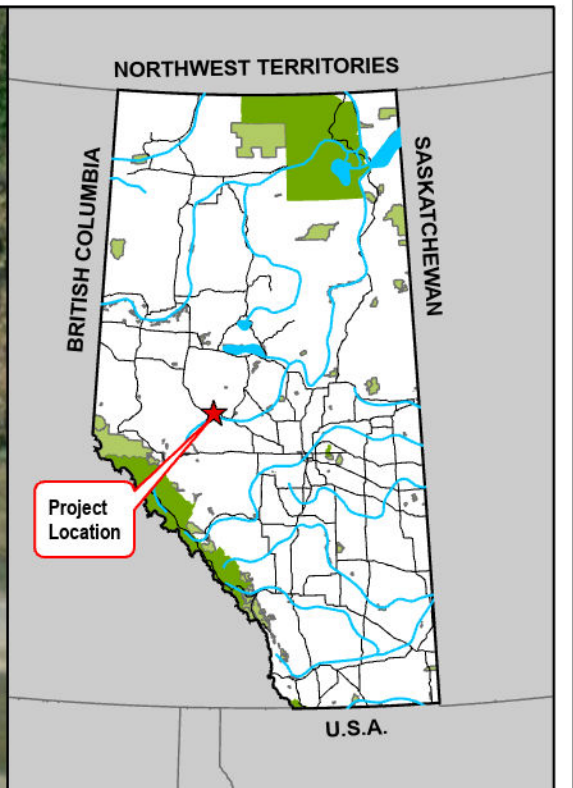 NORTHWEST TERRITORIES
BRITISH COLUMBIA
SASKATCHEWAN
Project
Location
U.S.A.